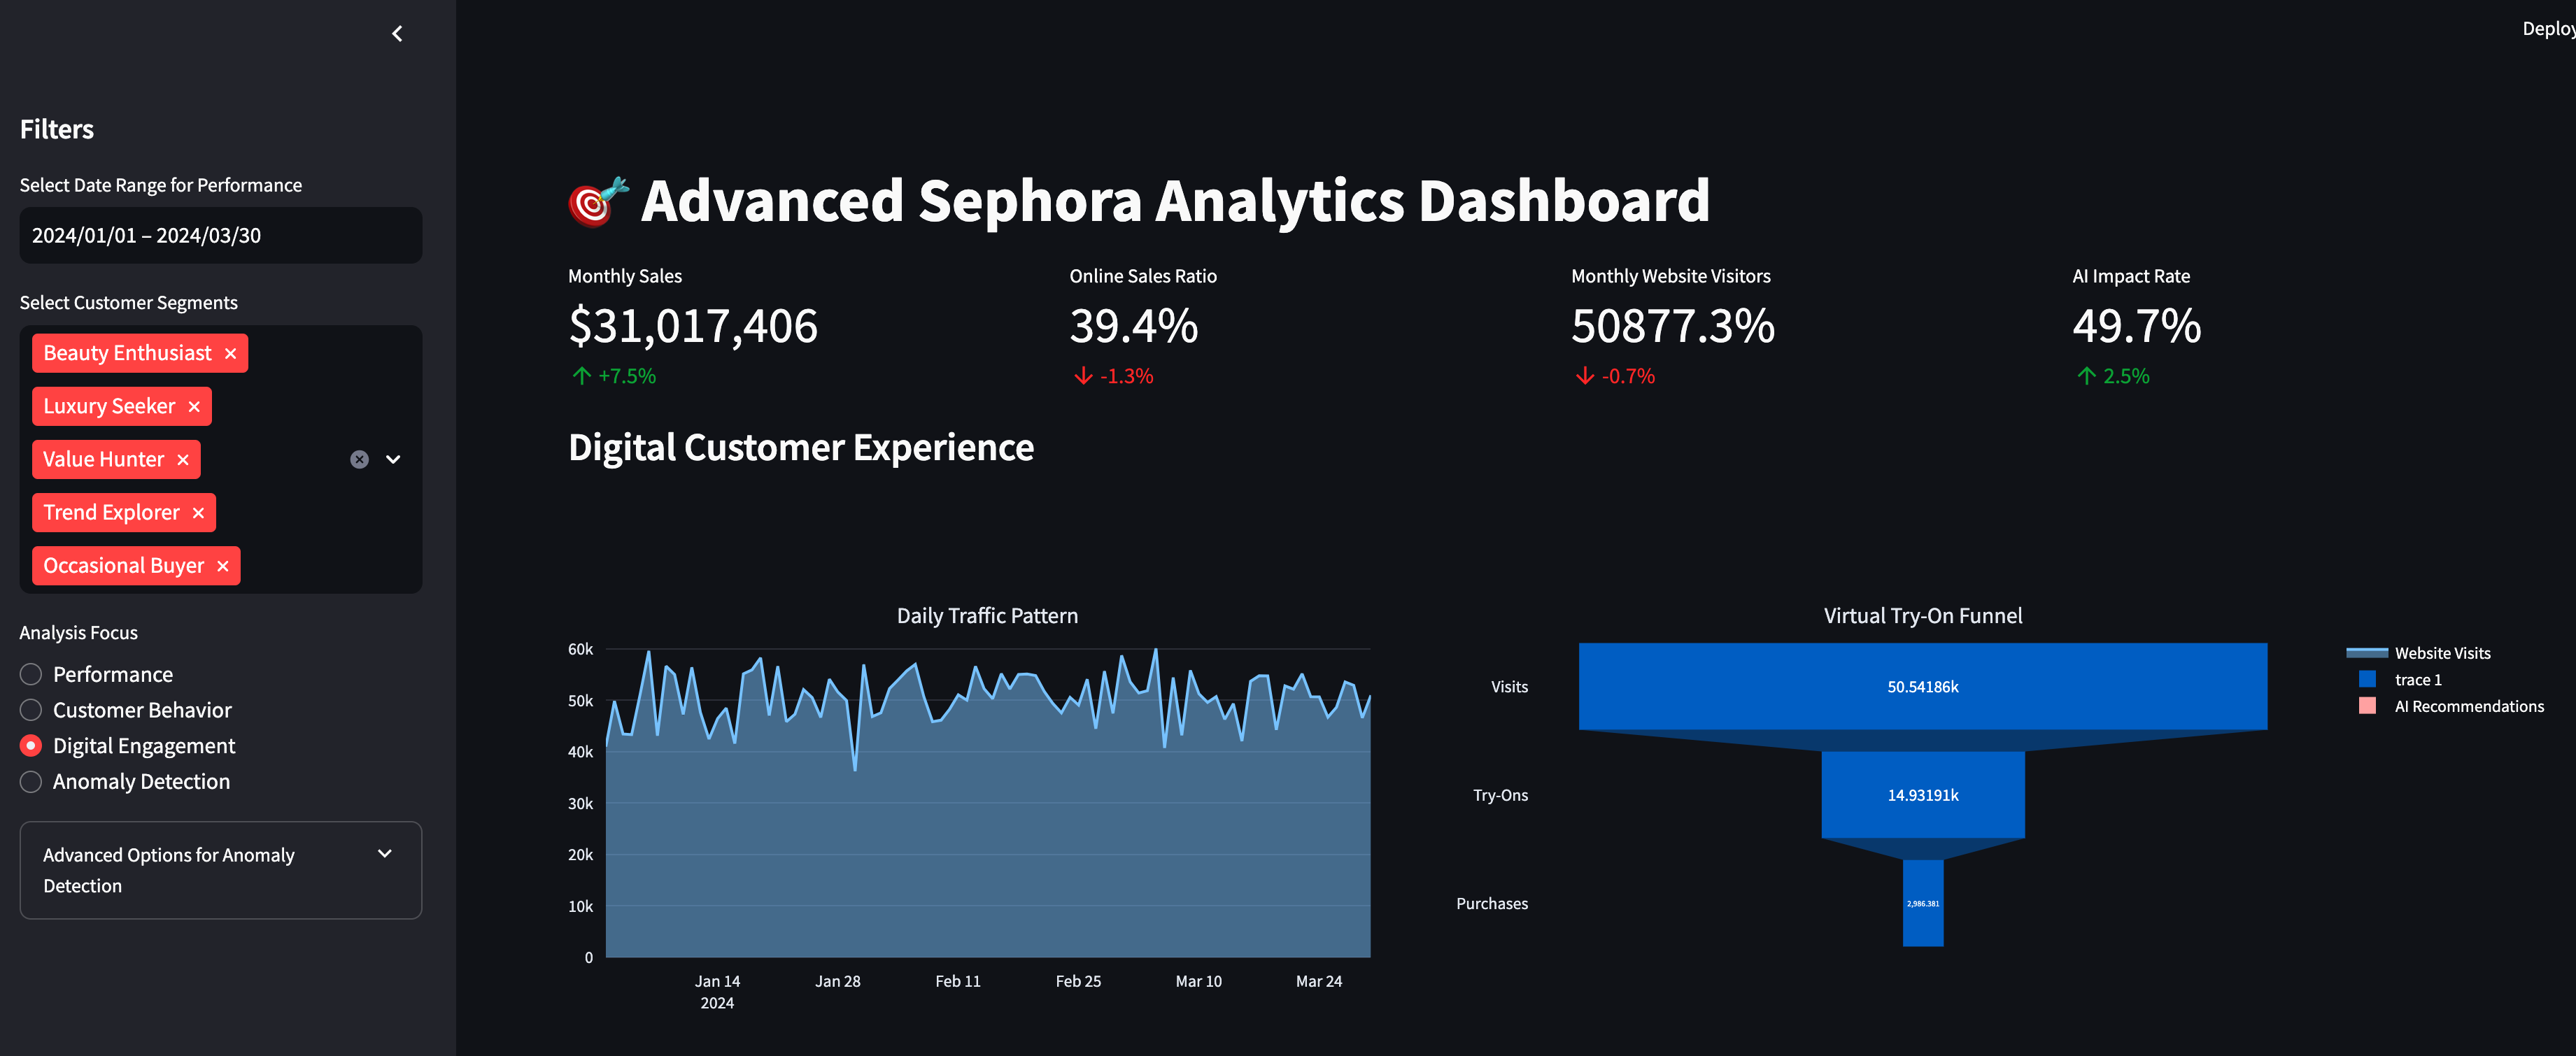 Deploy
Filters
Select Date Range for Performance
2024/01/01 – 2024/03/30
Select Customer Segments
Beauty Enthusiast
Luxury Seeker
Value Hunter
Trend Explorer
Occasional Buyer
Analysis Focus
Performance
Customer Behavior
Digital Engagement
Anomaly Detection
Advanced Options for Anomaly
Detection
Advanced Sephora Analytics Dashboard
Monthly Sales
$31,017,406
+7.5%
Online Sales Ratio
39.4%
-1.3%
Monthly Website Visitors
50877.3%
-0.7%
AI Impact Rate
49.7%
2.5%
Digital Customer Experience
Daily Traffic Pattern
60k
50k
40k
30k
20k
10k
0
Jan 14
2024
Jan 28
Feb 11
Feb 25
Mar 10
Mar 24
Virtual Try-On Funnel
Visits
50.54186k
Try-Ons
14.93191k
Purchases
2,986.381
Website Visits
trace 1
AI Recommendations